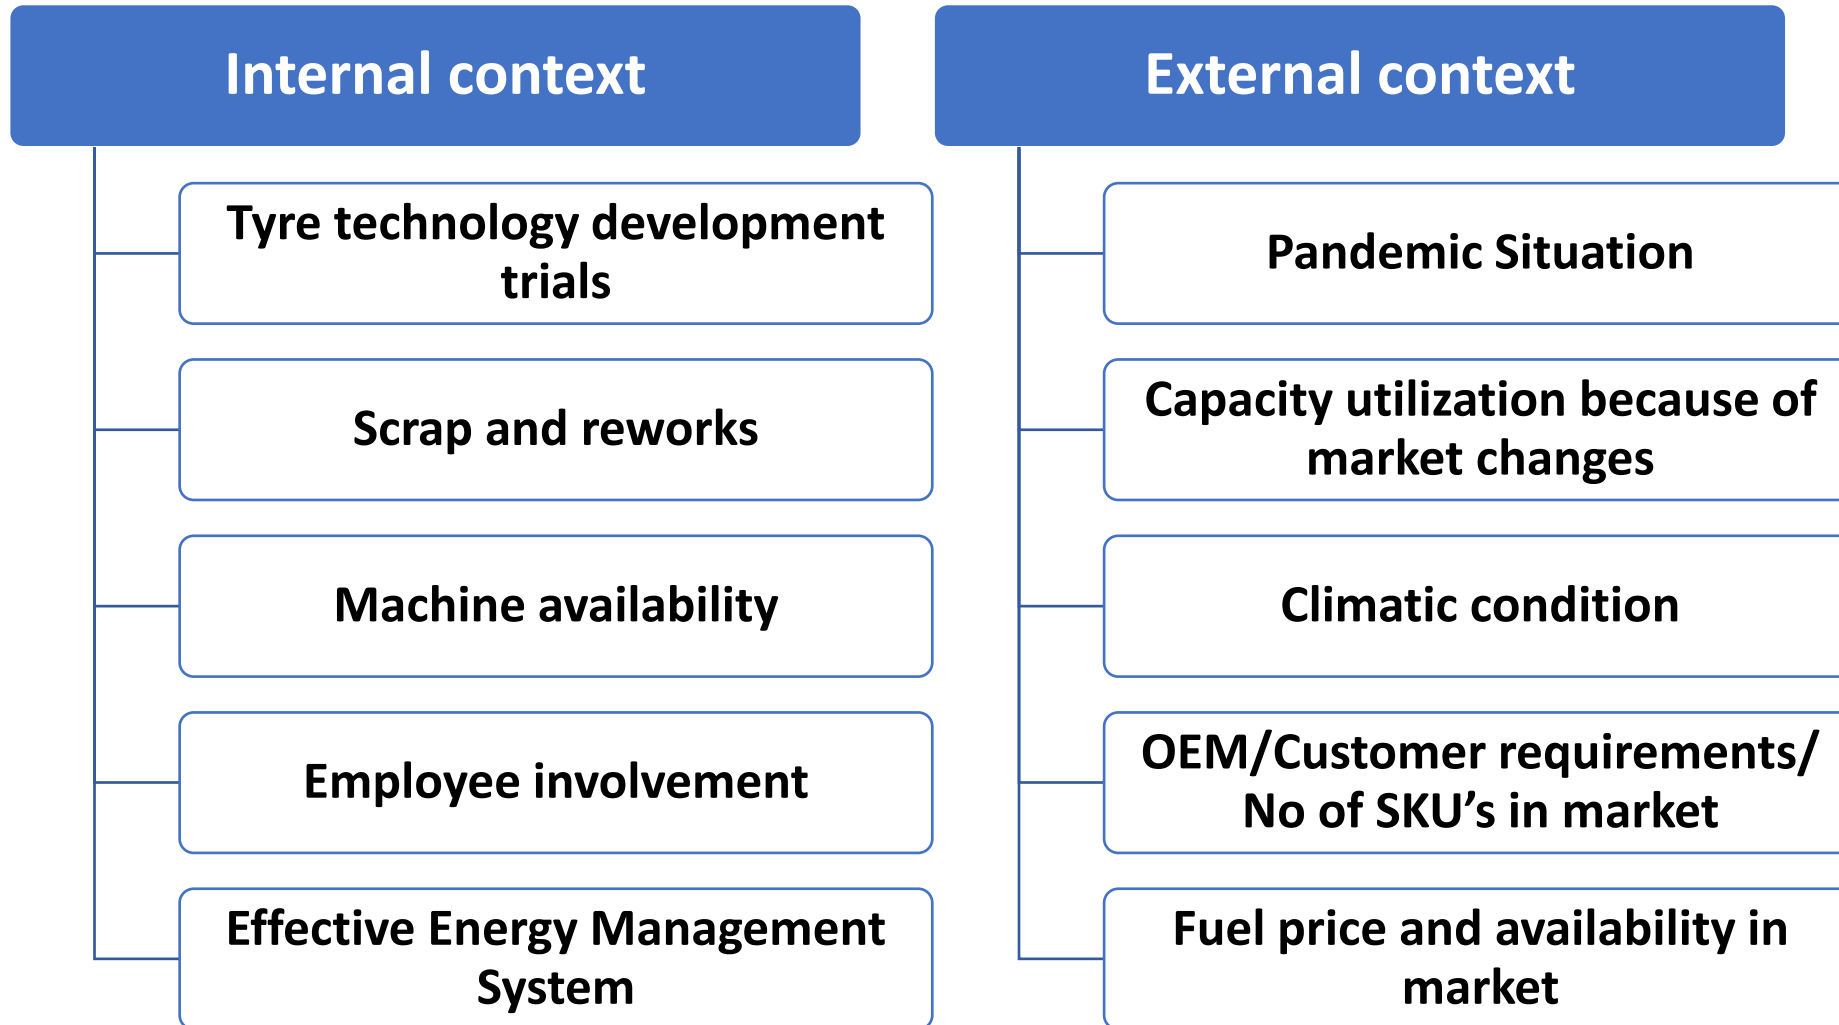 Internal context
Tyre technology development
trials
Scrap and reworks
Machine availability
Employee involvement
Effective Energy Management
System
External context
Pandemic Situation
Capacity utilization because of
market changes
Climatic condition
OEM/Customer requirements/
No of SKU’s in market
Fuel price and availability in
market